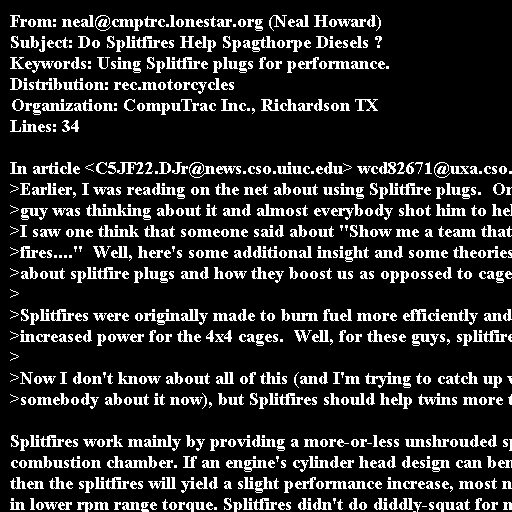 From: neal@cmptrc.lonestar.org (Neal Howard)
Subject: Do Splitfires Help Spagthorpe Diesels ?
Keywords: Using Splitfire plugs for performance.
Distribution: rec.motorcycles
Organization: CompuTrac Inc., Richardson TX
Lines: 34

In article <C5JF22.DJr@news.cso.uiuc.edu> wcd82671@uxa.cso.
>Earlier, I was reading on the net about using Splitfire plugs.  On
>guy was thinking about it and almost everybody shot him to hel
>I saw one think that someone said about "Show me a team that
>fires...."  Well, here's some additional insight and some theories
>about splitfire plugs and how they boost us as oppossed to cage
>
>Splitfires were originally made to burn fuel more efficiently and
>increased power for the 4x4 cages.  Well, for these guys, splitfire
>
>Now I don't know about all of this (and I'm trying to catch up
>somebody about it now), but Splitfires should help twins more

Splitfires work mainly by providing a more-or-less unshrouded sp
combustion chamber. If an engine's cylinder head design can ben
then the splitfires will yield a slight performance increase, most n
in lower rpm range torque. Splitfires didn't do diddly-squat for